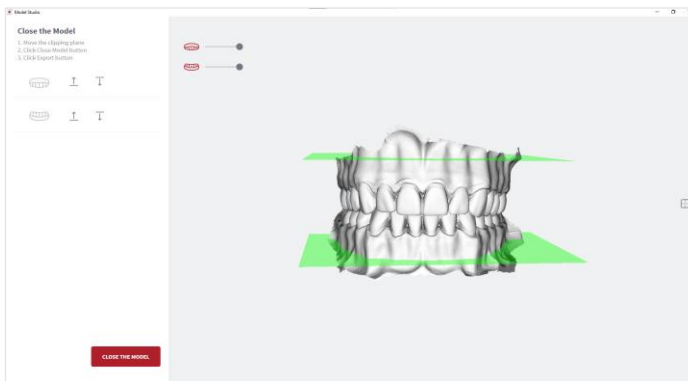 Model Studio
Close the Model
1. Move the clipping plane
2. Click Close Model button
3. Click Export button
CLOSE THE MODEL